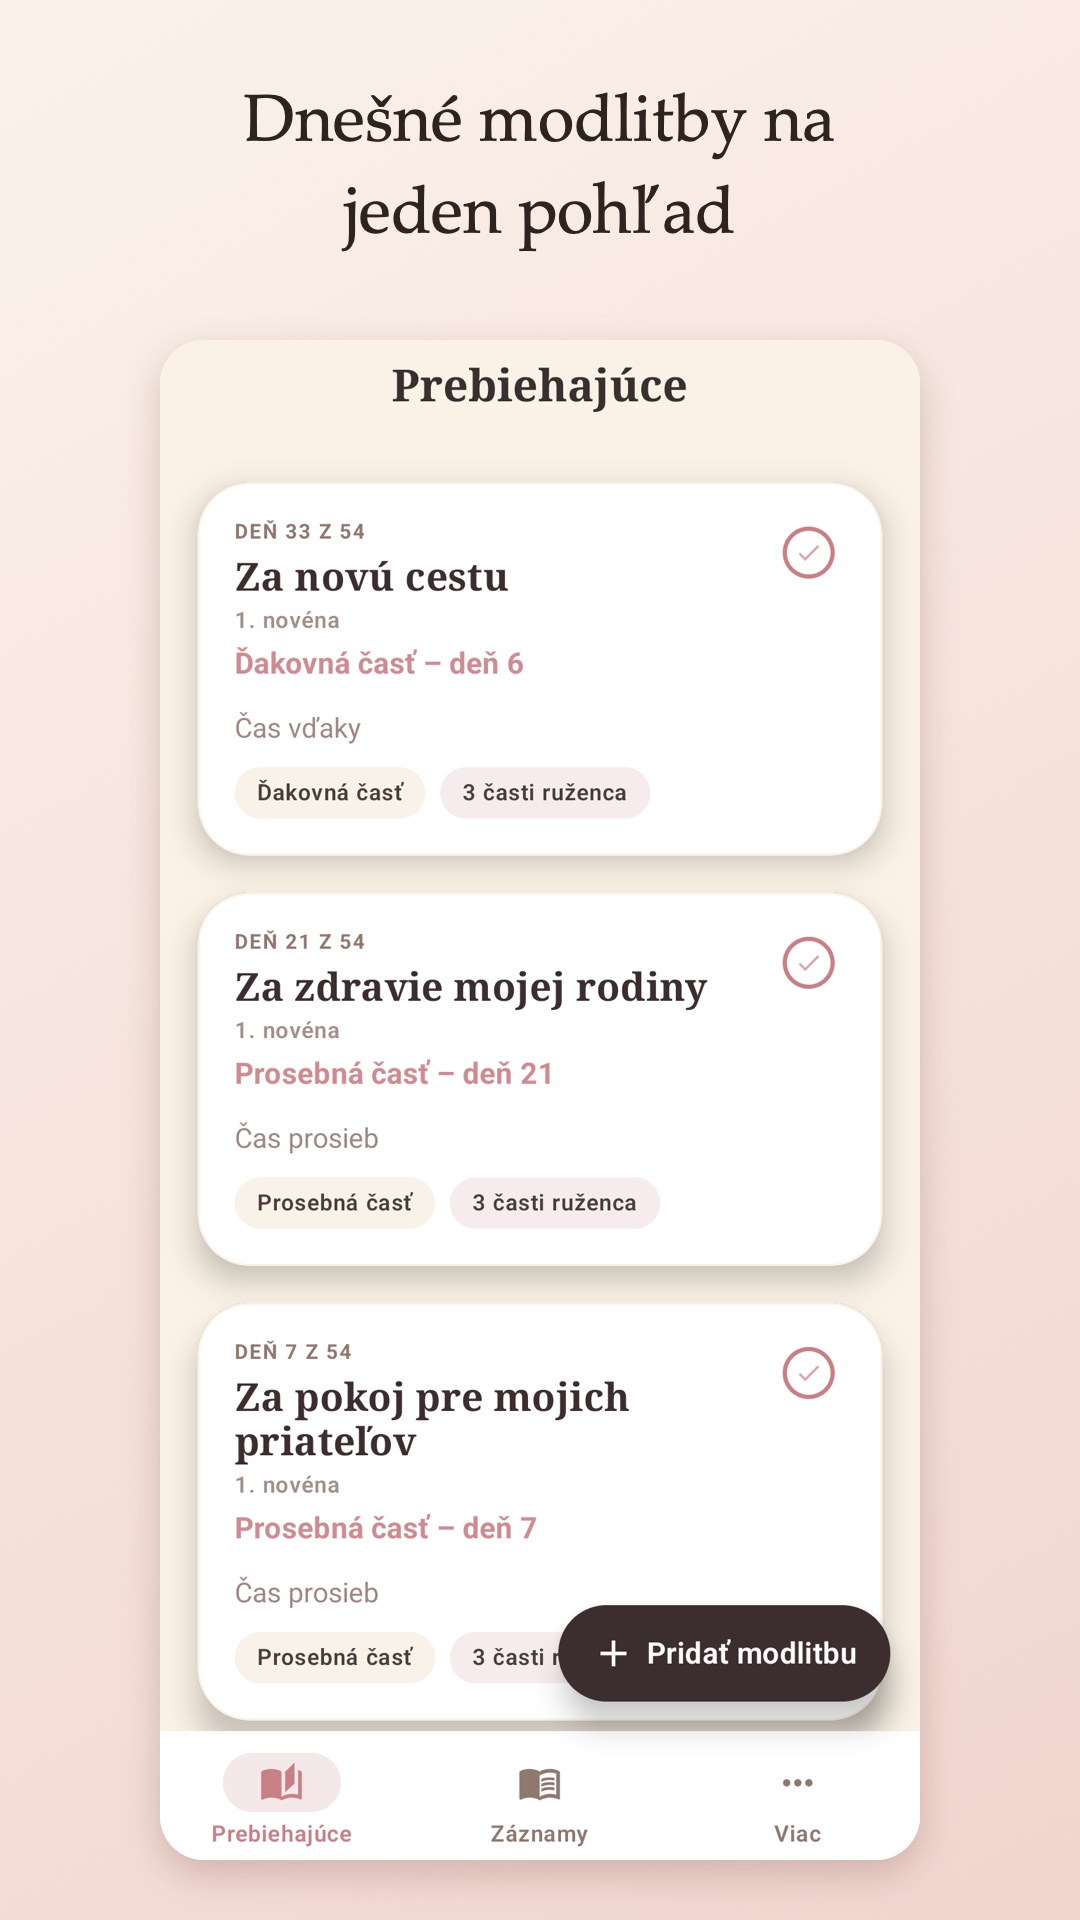 Dnešné modlitby na
jeden pohľad
Prebiehajúce
DEŇ 33 Z 54
Za novú cestu
1. novéna
Ďakovná časť – deň 6
Čas vďaky
Ďakovná časť
3 časti ruženca
DEŇ 21 Z 54
Za zdravie mojej rodiny
1. novéna
Prosebná časť – deň 21
Čas prosieb
Prosebná časť
3 časti ruženca
DEŇ 7 Z 54
Za pokoj pre mojich
priateľov
1. novéna
Prosebná časť – deň 7
Čas prosieb
Prosebná časť
3 časti
Pridať modlitbu
Prebiehajúce
Záznamy
Viac